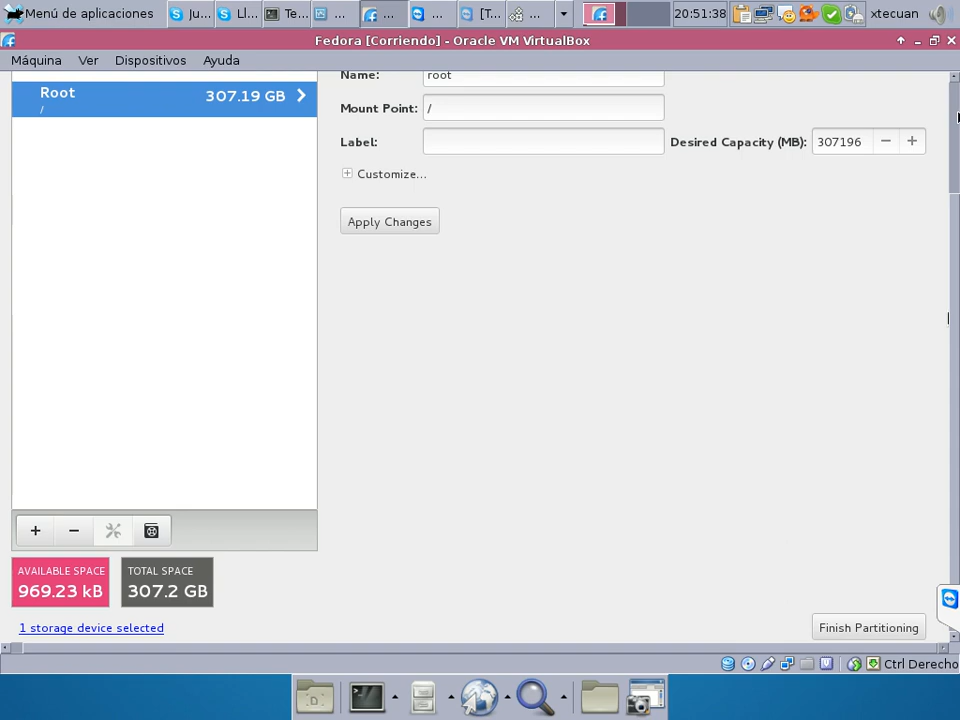 Menú de aplicaciones Ju... Ll... Te... ... ... ... [T... ... 20:51:38 xtecuan
Fedora [Corriendo] - Oracle VM VirtualBox
Máquina Ver Dispositivos Ayuda
Name: root
Root 307.19 GB
/
Mount Point: /
Label: Desired Capacity (MB): 307196
Customize...
Apply Changes
AVAILABLE SPACE TOTAL SPACE
969.23 kB 307.2 GB
1 storage device selected
Finish Partitioning
Ctrl Derecho